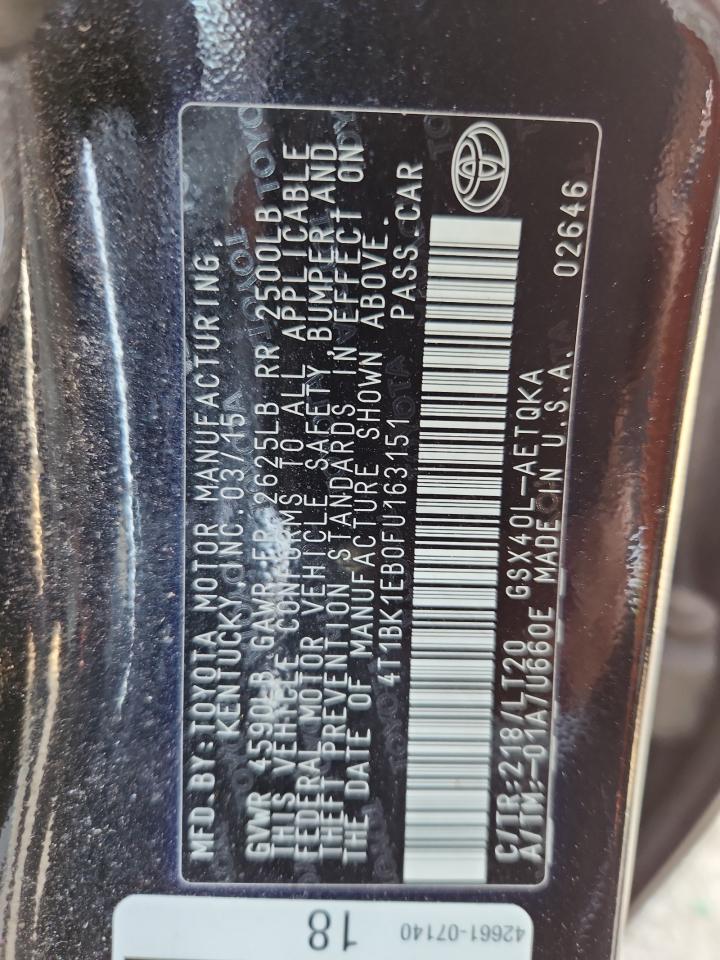 MFD.BY:TOYOTA MOTOR MANUFACTURING,
KENTUCKY,INC.03/15
GVWR 4590LB GAWR FR 2625LB RR 2500LB
THIS VEHICLE CONFORMS TO ALL APPLICABLE
FEDERAL MOTOR VEHICLE SAFETY,BUMPER,AND
THEFT PREVENTION STANDARDS IN EFFECT ON
THE DATE OF MANUFACTURE SHOWN ABOVE.
4T1BK1EB0FU163151 PASS.CAR
C/TR:218/LT20 GSX40L-AETQKA 02646
A/TM:-01A/U660E MADE IN U.S.A.
18
42661-07140